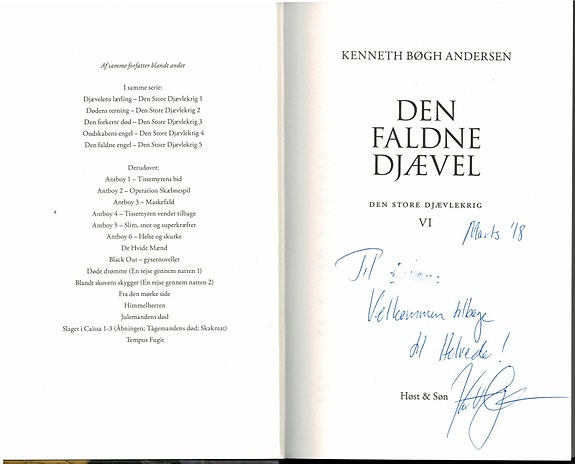 Af samme forfatter blandt andet
I samme serie:
Djævelens lærling – Den Store Djævlekrig 1
Dødens terning – Den Store Djævlekrig 2
Den forkerte død – Den Store Djævlekrig 3
Ondskabens engel – Den Store Djævlekrig 4
Den faldne engel – Den Store Djævlekrig 5
Derudover:
Antboy 1 – Tissemyrens bid
Antboy 2 – Operation Skæbnespil
Antboy 3 – Maskefald
Antboy 4 – Tissemyren vender tilbage
Antboy 5 – Slim, snot og superkræfter
Antboy 6 – Helte og skurke
De Hvide Mænd
Black Out – gysernoveller
Døde drømme (En rejse gennem natten 1)
Blandt skovens skygger (En rejse gennem natten 2)
Fra den mørke side
Himmelherren
Julemandens død
Slaget i Caïssa 1-3 (Åbningen; Tågemandens død; Skakmat)
Tempus Fugit
KENNETH BØGH ANDERSEN
DEN
FALDNE
DJÆVEL
DEN STORE DJÆVLEKRIG
VI
Marts '18
Til
Velkommen tilbage
til Helvede!
Høst & Søn